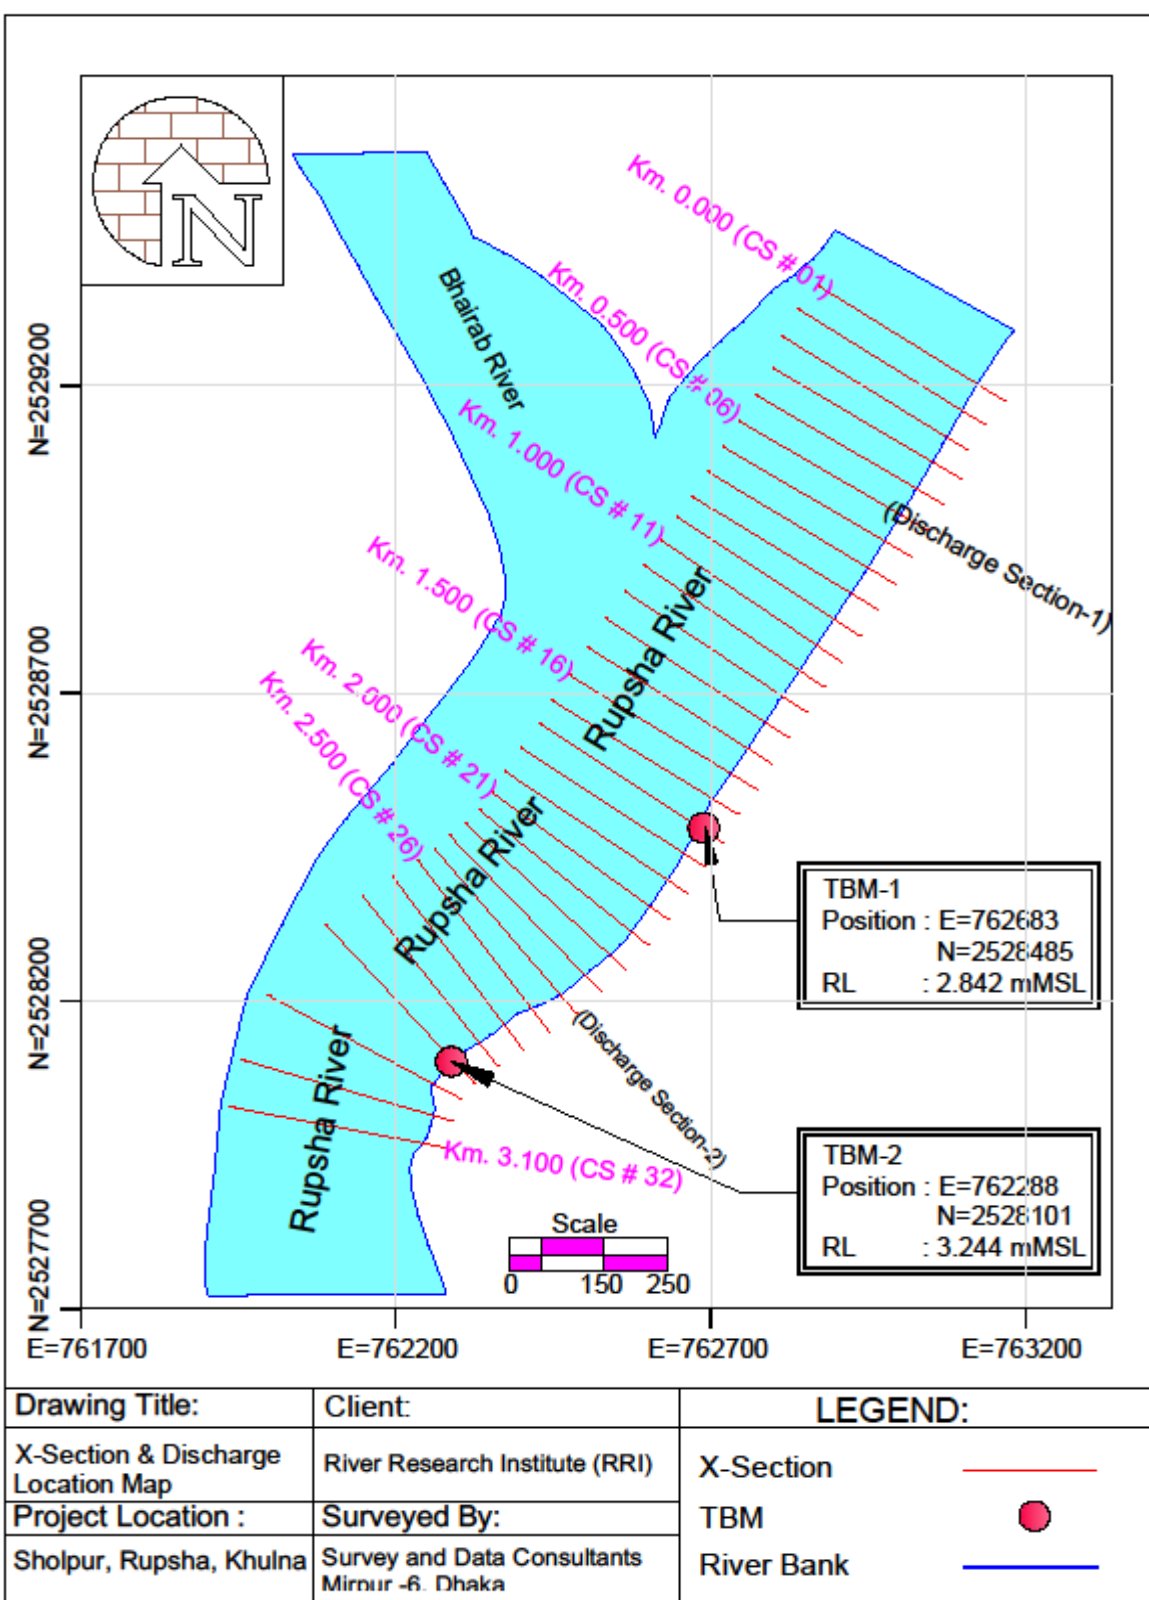 N
Km. 0.000 (CS # 01)
Km. 0.500 (CS # 06)
Bhairab River
Km. 1.000 (CS # 11)
(Discharge Section-1)
Km. 1.500 (CS # 16)
Rupsha River
Km. 2.000 (CS # 21)
Km. 2.500 (CS # 26)
Rupsha River
Rupsha River
(Discharge Section-2)
Km. 3.100 (CS # 32)
TBM-1
Position : E=762683
N=2528485
RL : 2.842 mMSL
TBM-2
Position : E=762288
N=2528101
RL : 3.244 mMSL
Scale
0 150 250
N=2529200
N=2528700
N=2528200
N=2527700
E=761700 E=762200 E=762700 E=763200
Drawing Title:
X-Section & Discharge
Location Map
Project Location :
Sholpur, Rupsha, Khulna
Client:
River Research Institute (RRI)
Surveyed By:
Survey and Data Consultants
Mirpur -6, Dhaka
LEGEND:
X-Section
TBM
River Bank